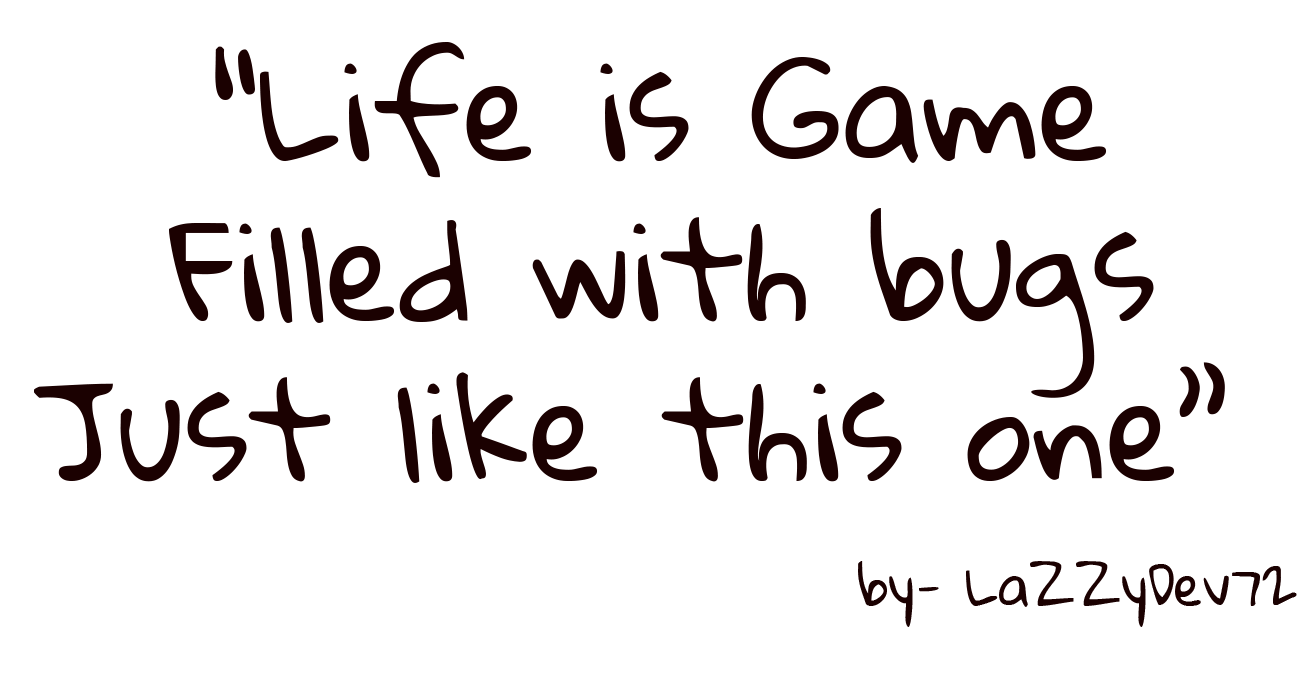 “Life is Game
Filled with bugs
Just like this one”
by- LaZZyDev72